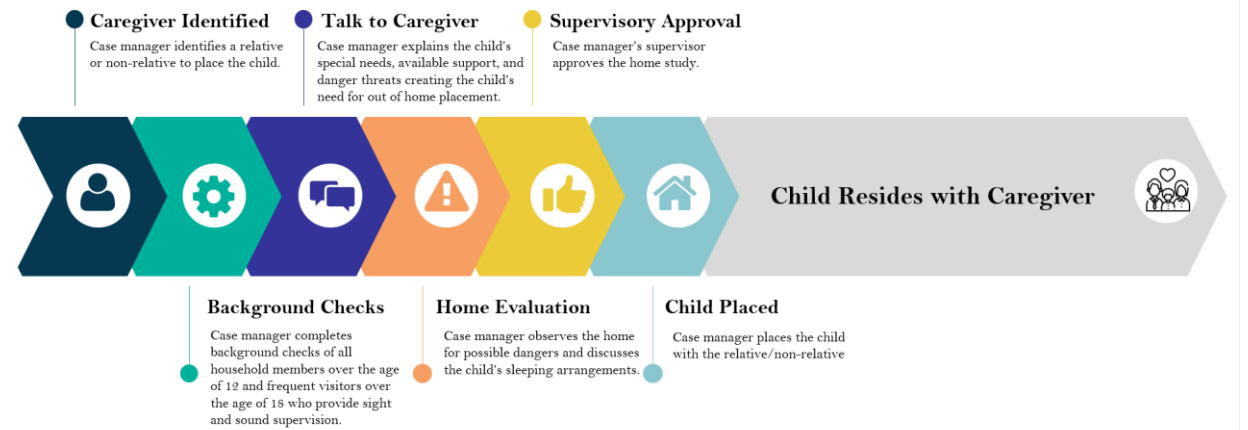 Caregiver Identified
Case manager identifies a relative
or non-relative to place the child.
Talk to Caregiver
Case manager explains the child's
special needs, available support, and
danger threats creating the child's
need for out of home placement.
Supervisory Approval
Case manager's supervisor
approves the home study.
Child Resides with Caregiver
Background Checks
Case manager completes
background checks of all
household members over the age
of 12 and frequent visitors over
the age of 18 who provide sight
and sound supervision.
Home Evaluation
Case manager observes the home
for possible dangers and discusses
the child's sleeping arrangements.
Child Placed
Case manager places the child
with the relative/non-relative